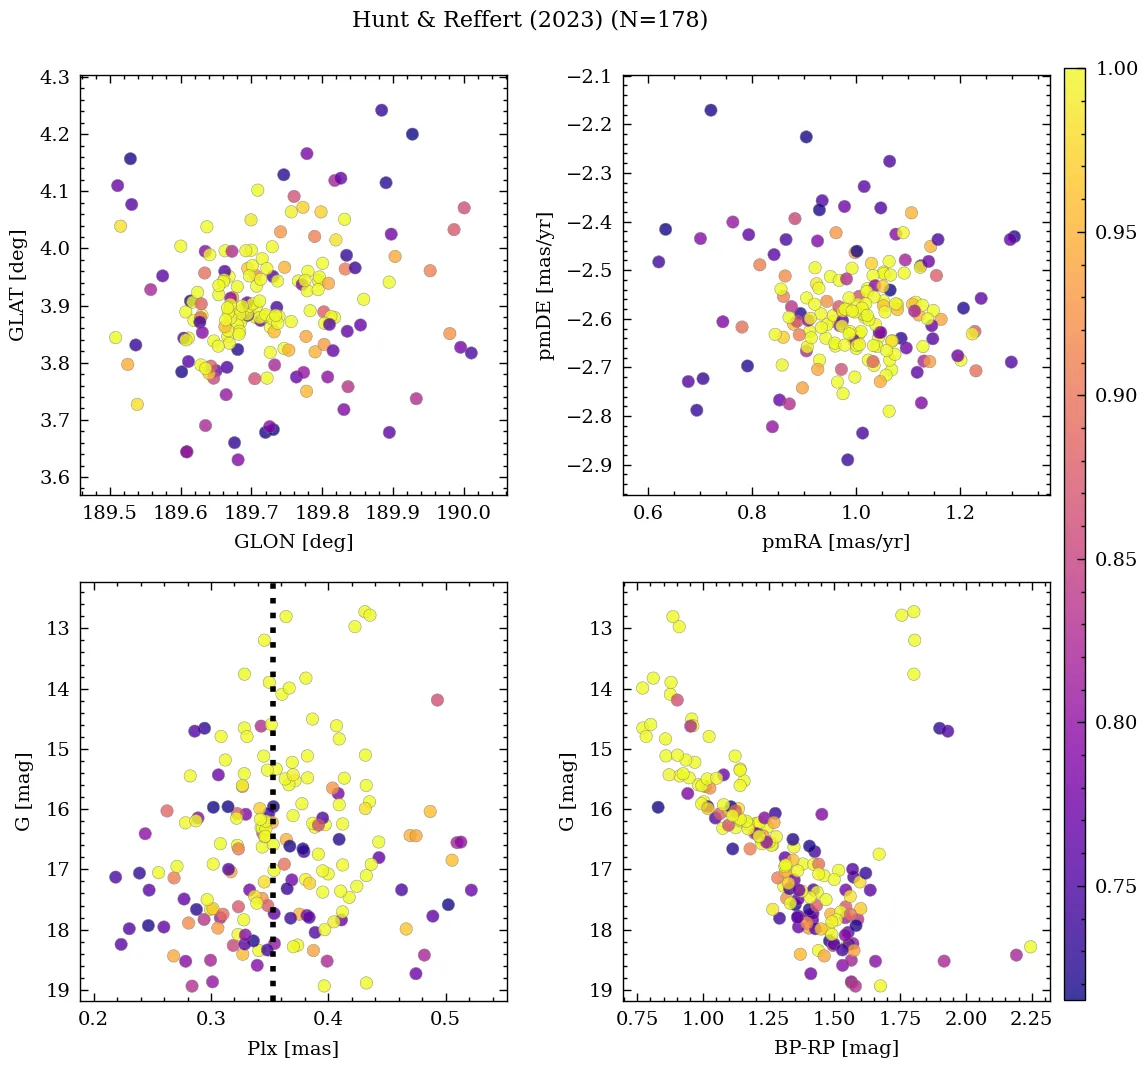 Hunt & Reffert (2023) (N=178)
4.3
4.2
4.1
4.0
3.9
3.8
3.7
3.6
GLAT [deg]
189.5 189.6 189.7 189.8 189.9 190.0
GLON [deg]
−2.1
−2.2
−2.3
−2.4
−2.5
−2.6
−2.7
−2.8
−2.9
pmDE [mas/yr]
0.6 0.8 1.0 1.2
pmRA [mas/yr]
1.00
0.95
0.90
0.85
0.80
0.75
13
14
15
16
17
18
19
G [mag]
0.2 0.3 0.4 0.5
Plx [mas]
13
14
15
16
17
18
19
G [mag]
0.75 1.00 1.25 1.50 1.75 2.00 2.25
BP-RP [mag]